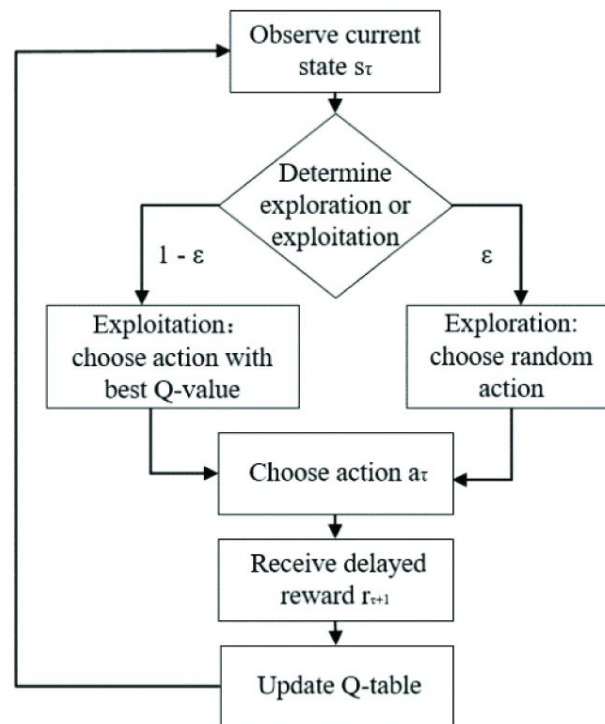 Observe current
state sτ
Determine
exploration or
exploitation
1 - ε
ε
Exploitation：
choose action with
best Q-value
Exploration:
choose random
action
Choose action aτ
Receive delayed
reward rτ+1
Update Q-table